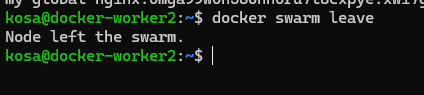 kosa@docker-worker2:~$ docker swarm leave
Node left the swarm.
kosa@docker-worker2:~$